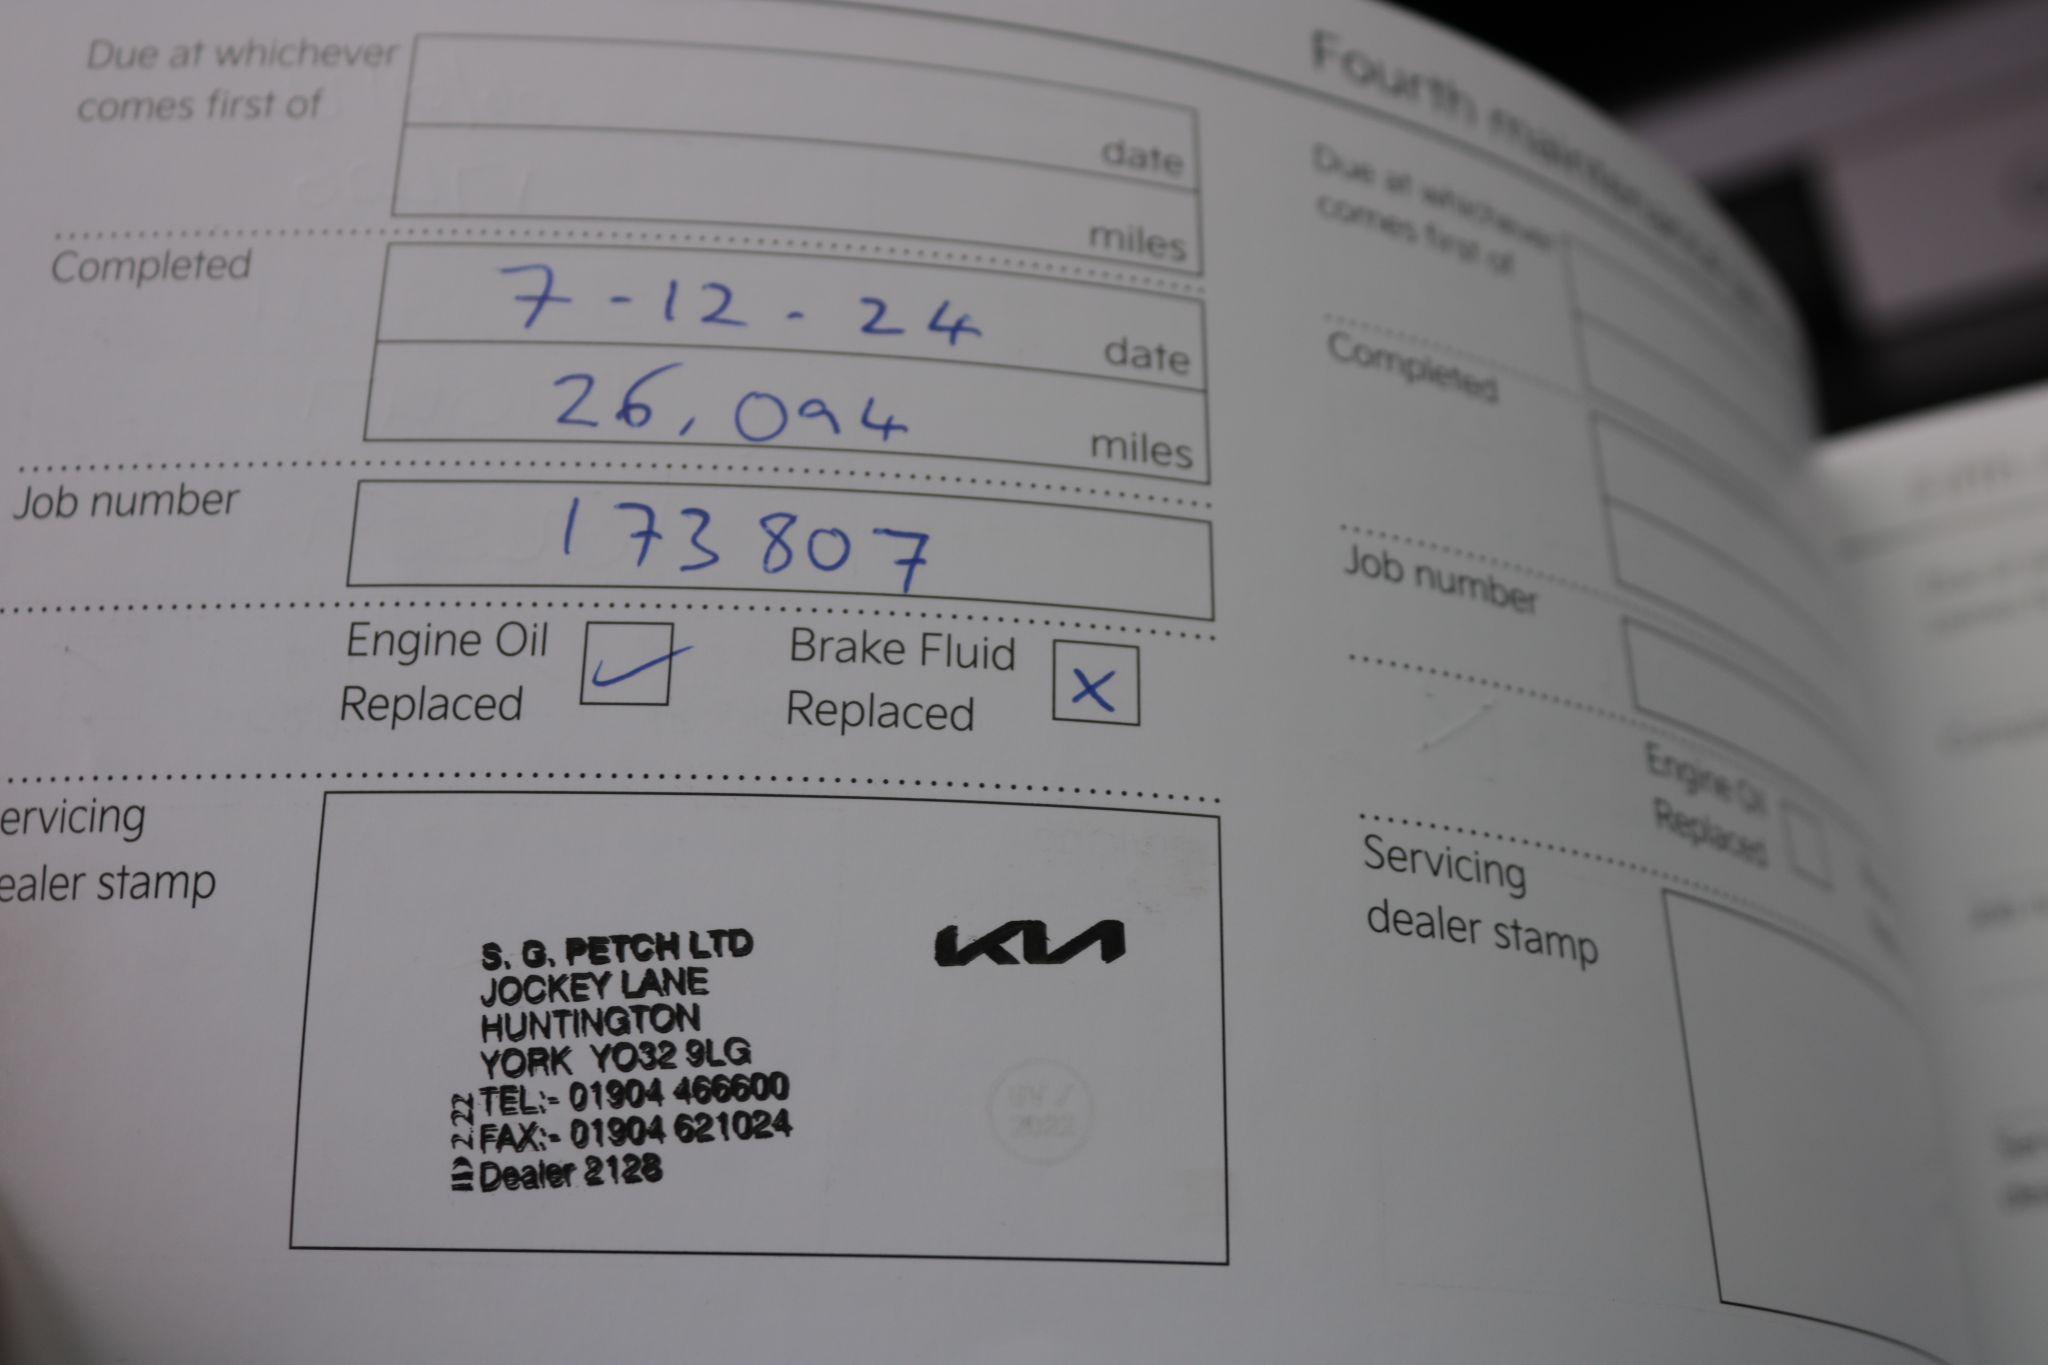 Due at whichever
comes first of
date
miles
Completed
7-12-24 date
26,094 miles
Job number
173807
Engine Oil
Replaced
Brake Fluid
Replaced
ervicing
ealer stamp
S. G. PETCH LTD
JOCKEY LANE
HUNTINGTON
YORK YO32 9LG
TEL:- 01904 466600
FAX:- 01904 621024
Dealer 2128
KIA
Fourth
Due at whichever
comes first of
Completed
Job number
Engine Oil
Replaced
Servicing
dealer stamp